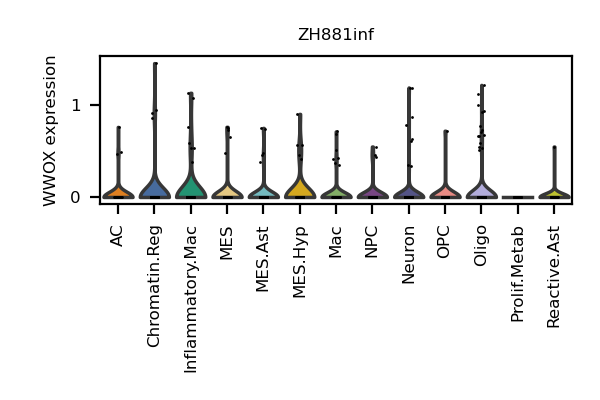 ZH881inf
WWOX expression
1
0
AC
Chromatin.Reg
Inflammatory.Mac
MES
MES.Ast
MES.Hyp
Mac
NPC
Neuron
OPC
Oligo
Prolif.Metab
Reactive.Ast